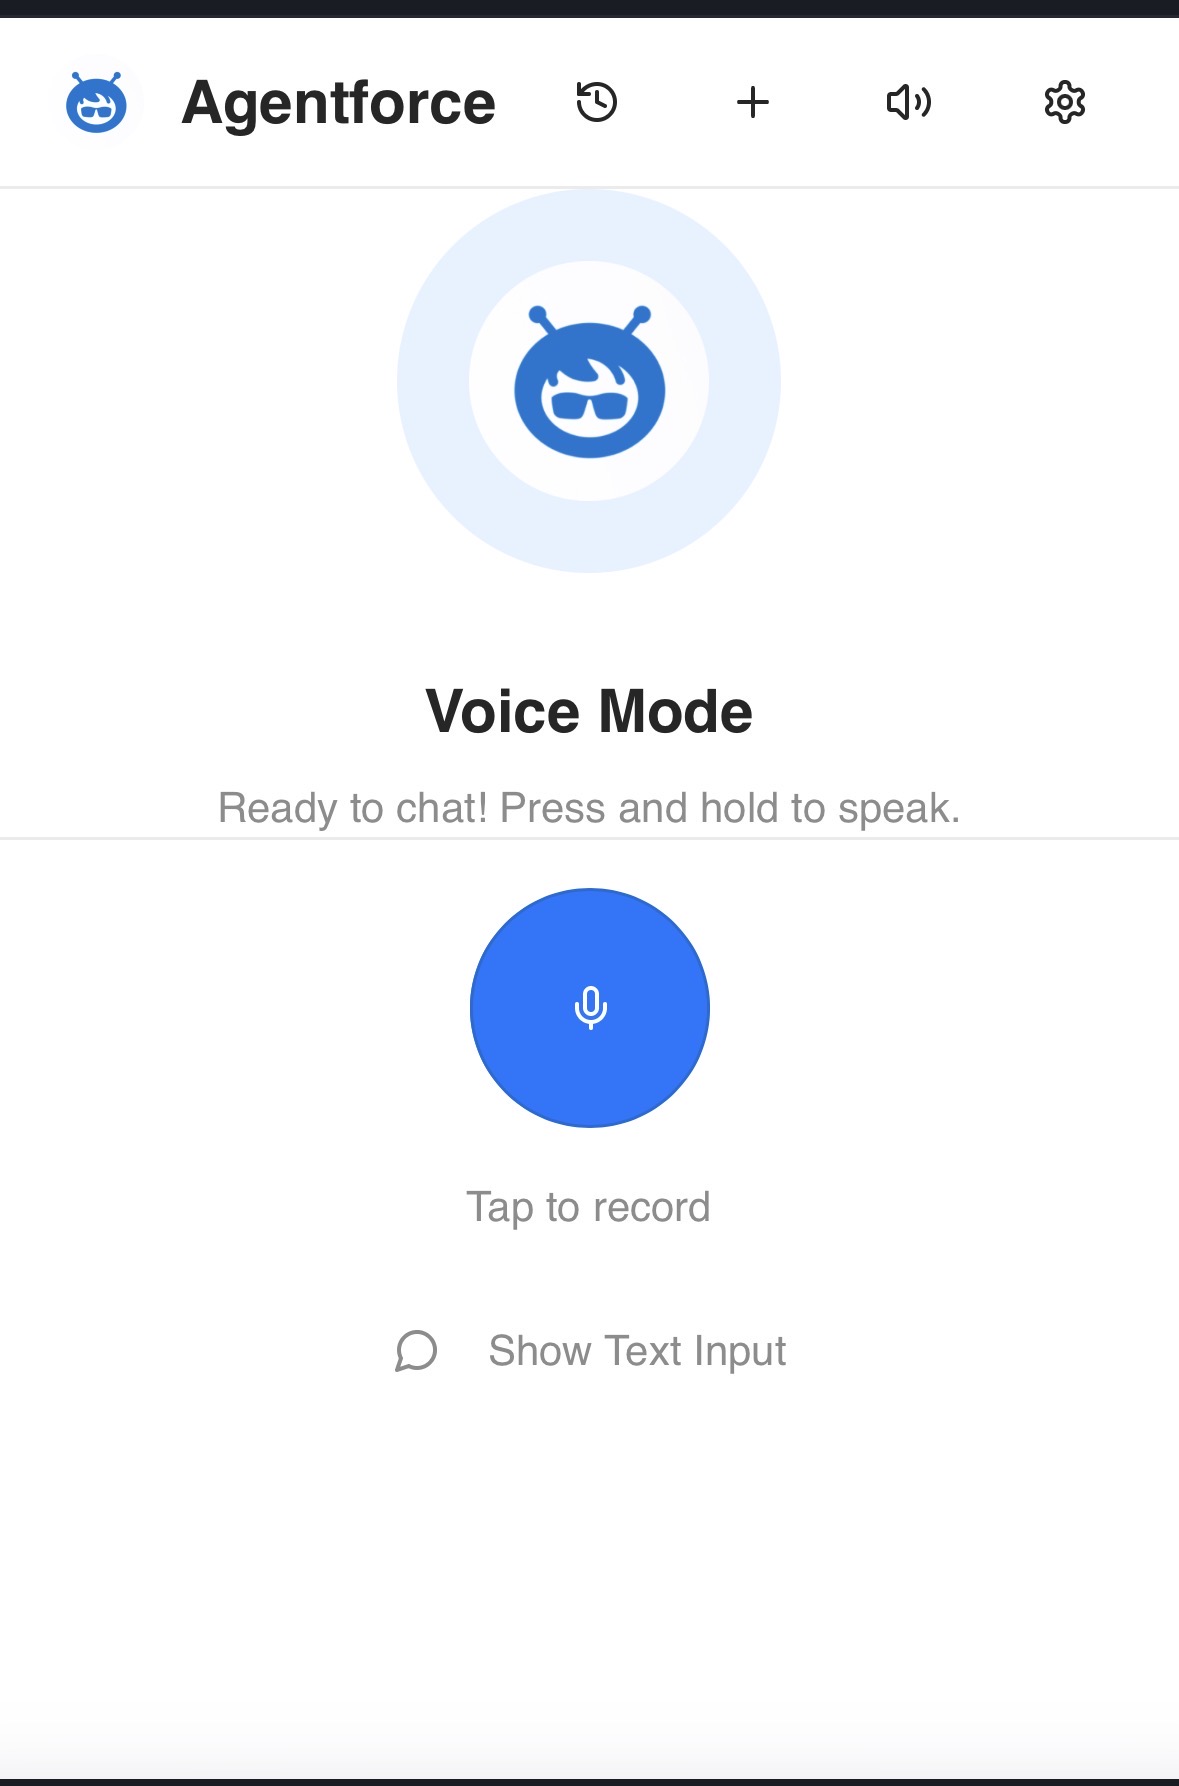 Agentforce
Voice Mode
Ready to chat! Press and hold to speak.
Tap to record
Show Text Input